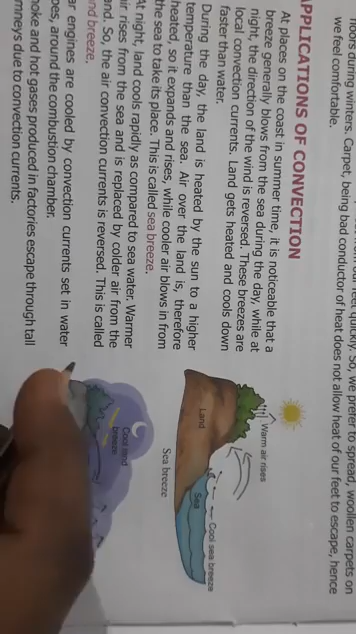 oors during winters. Carpet, being bad conductor of heat does not allow heat of our feet to escape, hence
we feel comfortable.
APPLICATIONS OF CONVECTION
At places on the coast in summer time, it is noticeable that a
breeze generally blows from the sea during the day, while at
night, the direction of the wind is reversed. These breezes are
local convection currents. Land gets heated and cools down
faster than water.
During the day, the land is heated by the sun to a higher
temperature than the sea. Air over the land is, therefore
heated, so it expands and rises, while cooler air blows in from
the sea to take its place. This is called sea breeze.
At night, land cools rapidly as compared to sea water. Warmer
air rises from the sea and is replaced by colder air from the
and. So, the air convection currents is reversed. This is called
and breeze.
ar engines are cooled by convection currents set in water
pes, around the combustion chamber.
moke and hot gases produced in factories escape through tall
mneys due to convection currents.
Warm air rises
Cool sea breeze
Land
Sea
Sea breeze
Cool land
breeze